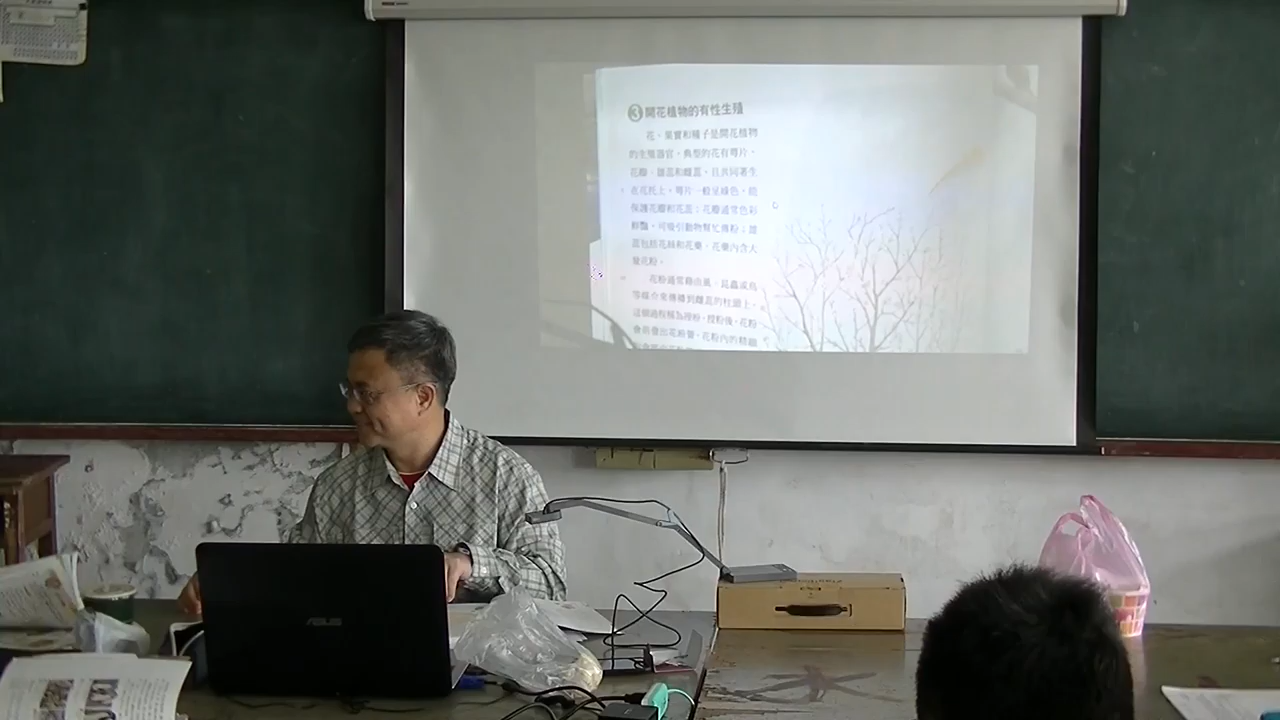 3 開花植物的有性生殖
花、果實和種子是開花植物
的生殖器官。典型的花有萼片、
花瓣、雄蕊和雌蕊，且共同著生
在花托上。萼片一般呈綠色，能
保護花瓣和花蕊；花瓣通常色彩
鮮豔，可吸引動物幫忙傳粉；雄
蕊包括花絲和花藥，花藥內含大
量花粉。
花粉通常藉由風、昆蟲或鳥
等媒介來傳播到雌蕊的柱頭上，
這個過程稱為授粉。授粉後，花粉
會萌發出花粉管，花粉內的精細
ASUS